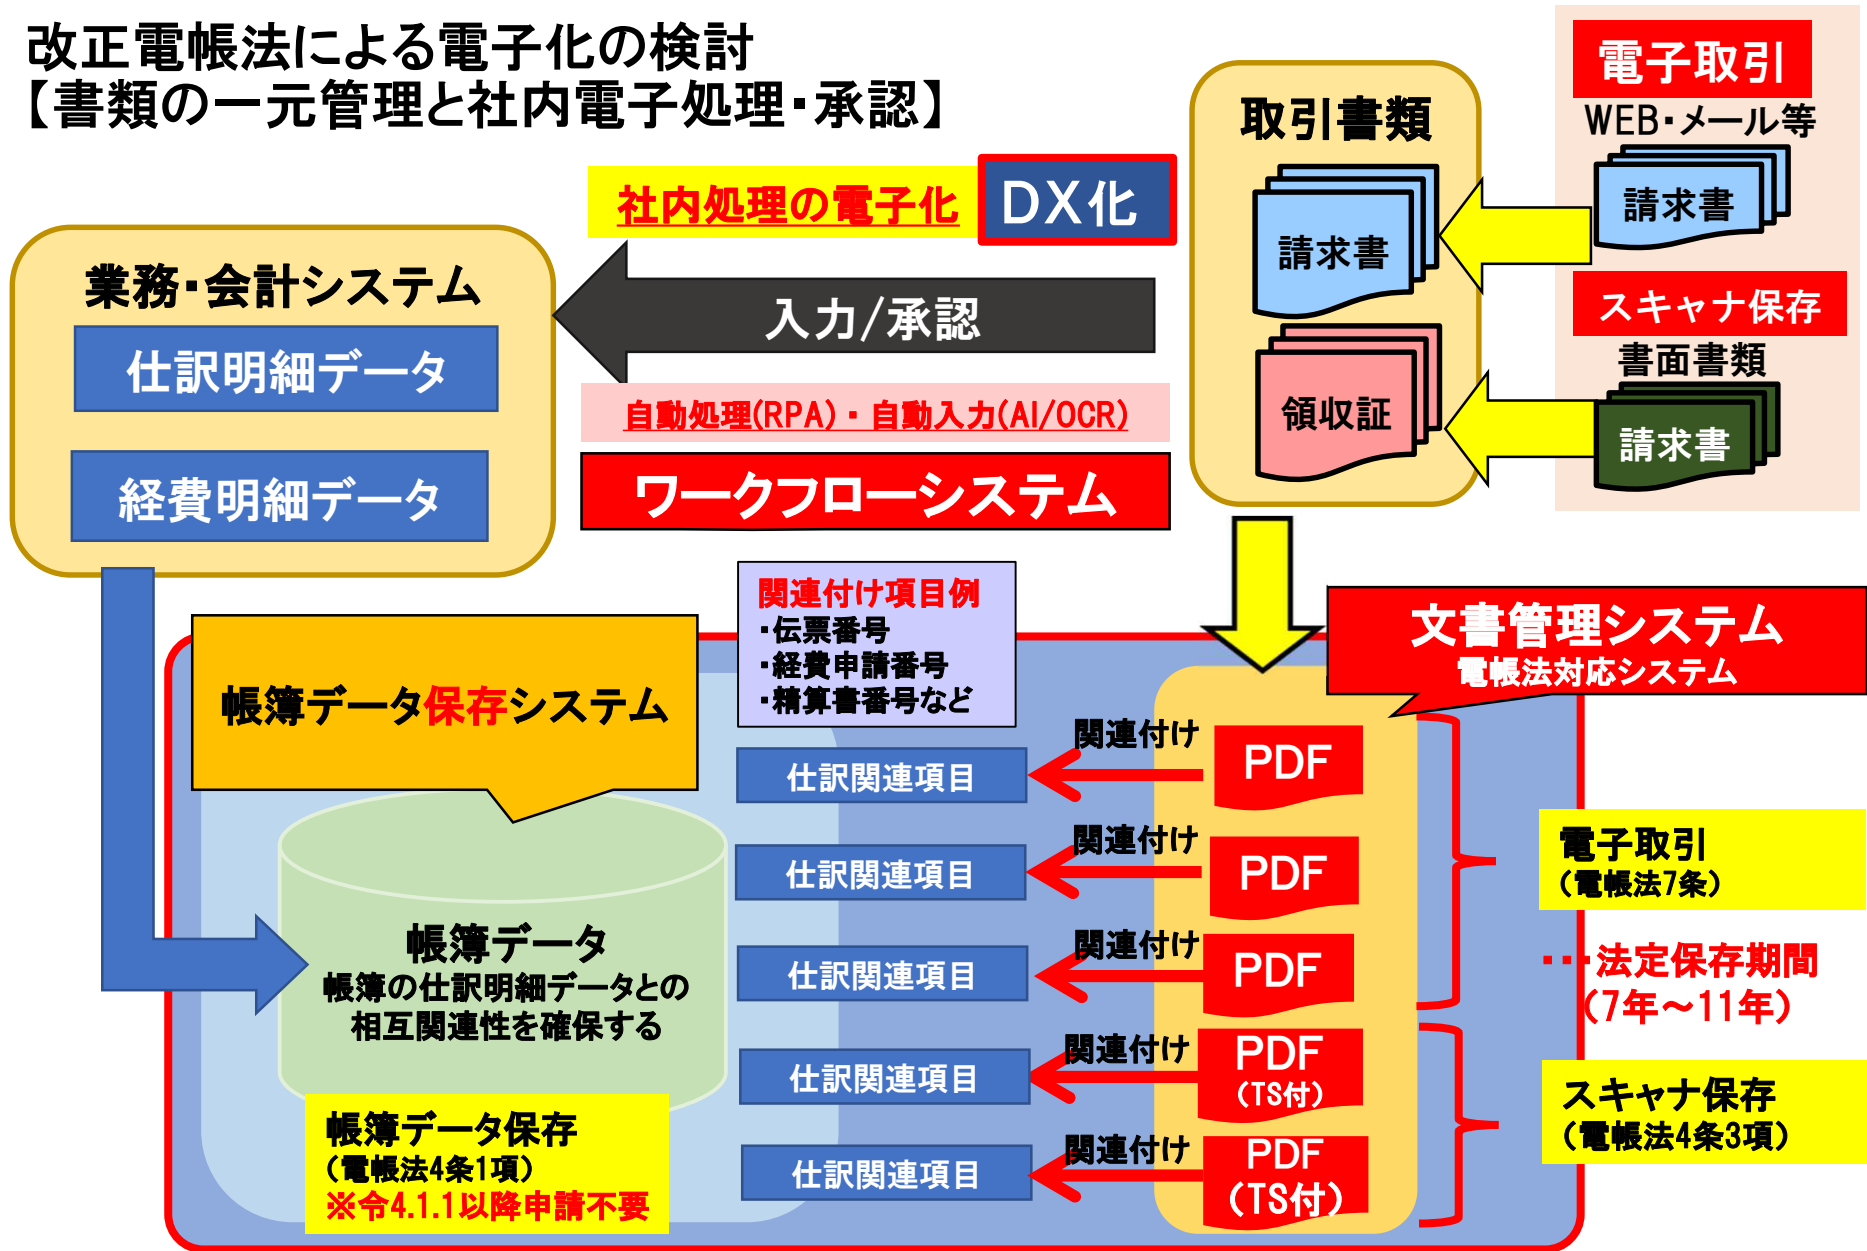 改正電帳法による電子化の検討
【書類の一元管理と社内電子処理・承認】
電子取引
WEB・メール等
請求書
スキャナ保存
書面書類
請求書
取引書類
請求書
領収証
社内処理の電子化
DX化
入力/承認
自動処理(RPA)・自動入力(AI/OCR)
ワークフローシステム
業務・会計システム
仕訳明細データ
経費明細データ
関連付け項目例
・伝票番号
・経費申請番号
・精算書番号など
文書管理システム
電帳法対応システム
帳簿データ保存システム
帳簿データ
帳簿の仕訳明細データとの
相互関連性を確保する
帳簿データ保存
（電帳法4条1項）
※令4.1.1以降申請不要
仕訳関連項目
関連付け
PDF
仕訳関連項目
関連付け
PDF
仕訳関連項目
関連付け
PDF
仕訳関連項目
関連付け
PDF
（TS付）
仕訳関連項目
関連付け
PDF
（TS付）
電子取引
（電帳法7条）
・・・法定保存期間
（7年～11年）
スキャナ保存
（電帳法4条3項）